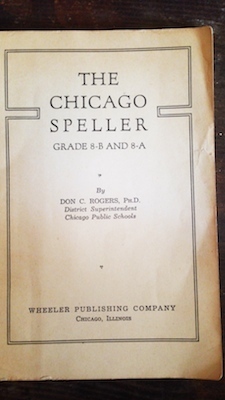 THE
CHICAGO
SPELLER
GRADE 8-B AND 8-A
By
DON C. ROGERS, PH.D.
District Superintendent
Chicago Public Schools
WHEELER PUBLISHING COMPANY
CHICAGO, ILLINOIS